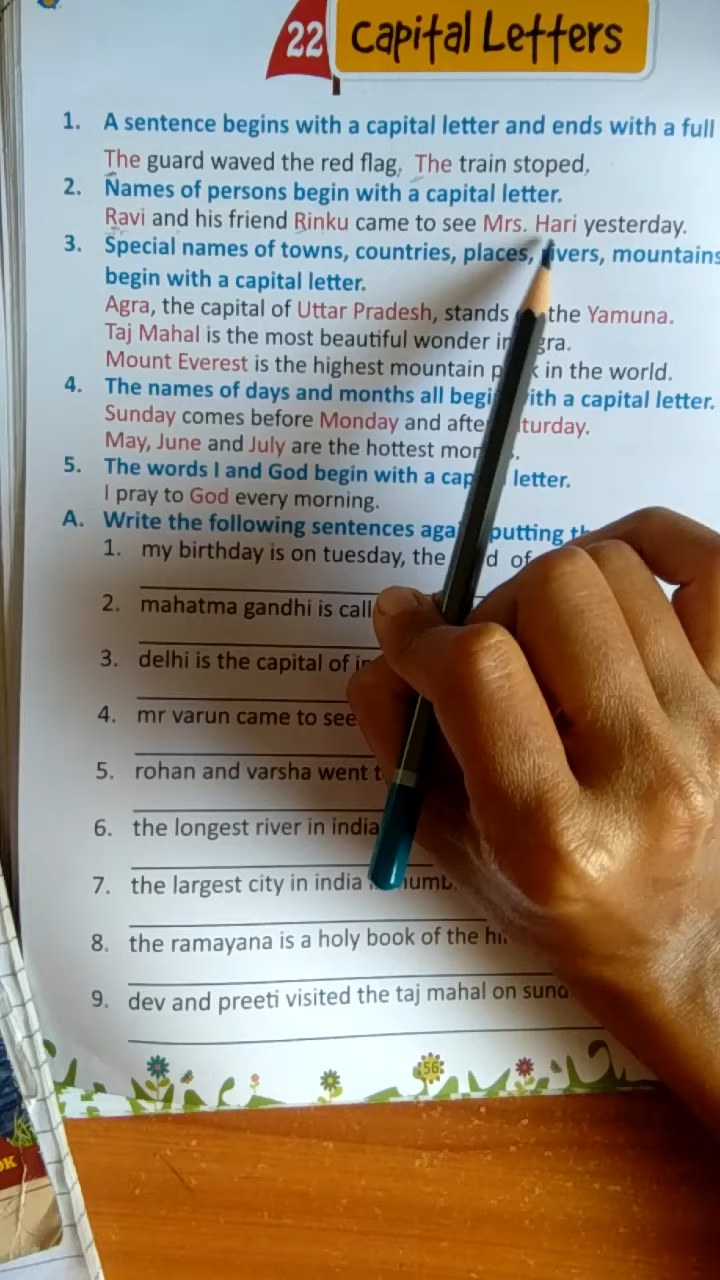 22 Capital Letters
1. A sentence begins with a capital letter and ends with a full
The guard waved the red flag, The train stoped,
2. Names of persons begin with a capital letter.
Ravi and his friend Rinku came to see Mrs. Hari yesterday.
3. Special names of towns, countries, places, rivers, mountains
begin with a capital letter.
Agra, the capital of Uttar Pradesh, stands the Yamuna.
Taj Mahal is the most beautiful wonder in Agra.
Mount Everest is the highest mountain in the world.
4. The names of days and months all begin with a capital letter.
Sunday comes before Monday and after Saturday.
May, June and July are the hottest
5. The words I and God begin with a capital letter.
I pray to God every morning.
A. Write the following sentences again putting
1. my birthday is on tuesday, the of
2. mahatma gandhi is
3. delhi is the capital of
4. mr varun came to see
5. rohan and varsha went
6. the longest river in india
7. the largest city in india
8. the ramayana is a holy book of the
9. dev and preeti visited the taj mahal on
56